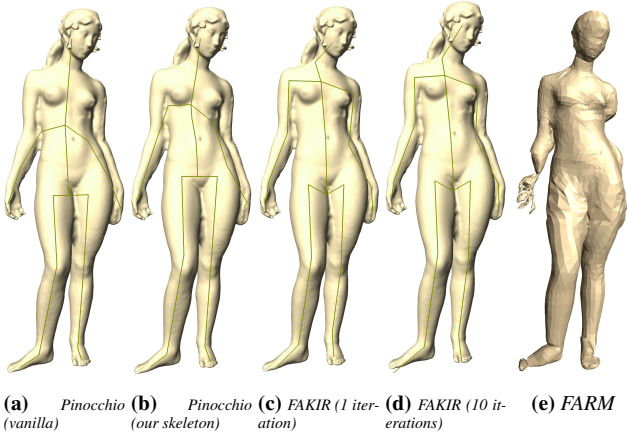 (a) Pinocchio (vanilla)
(b) Pinocchio (our skeleton)
(c) FAKIR (1 iter-ation)
(d) FAKIR (10 it-erations)
(e) FARM